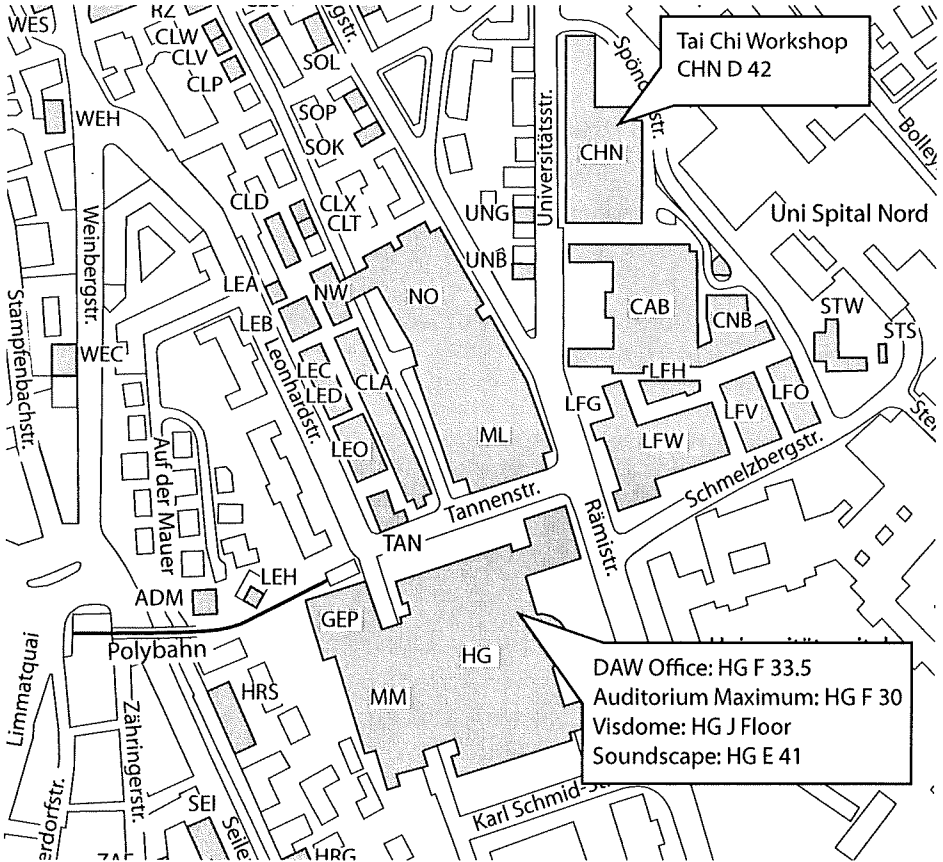 WES
RZ
CLW
CLV
CLP
SOL
Tai Chi Workshop
CHN D 42
WEH
SOP
SOK
CHN
Universitätsstr.
CLD
CLX
CLT
UNG
Uni Spital Nord
Weinbergstr.
UNB
LEA
NW
NO
CAB
CNB
STW
STS
Stampfenbachstr.
LEB
WEC
Leonhardstr.
LEC
LED
CLA
LFH
LFG
LFV
LFO
LEO
ML
LFW
Auf der Mauer
Schmelzbergstr.
Tannenstr.
Rämistr.
TAN
LEH
ADM
GEP
Polybahn
HG
MM
HRS
Limmatquai
Zähringerstr.
DAW Office: HG F 33.5
Auditorium Maximum: HG F 30
Visdome: HG J Floor
Soundscape: HG E 41
SEI
Karl Schmid-St
HRG